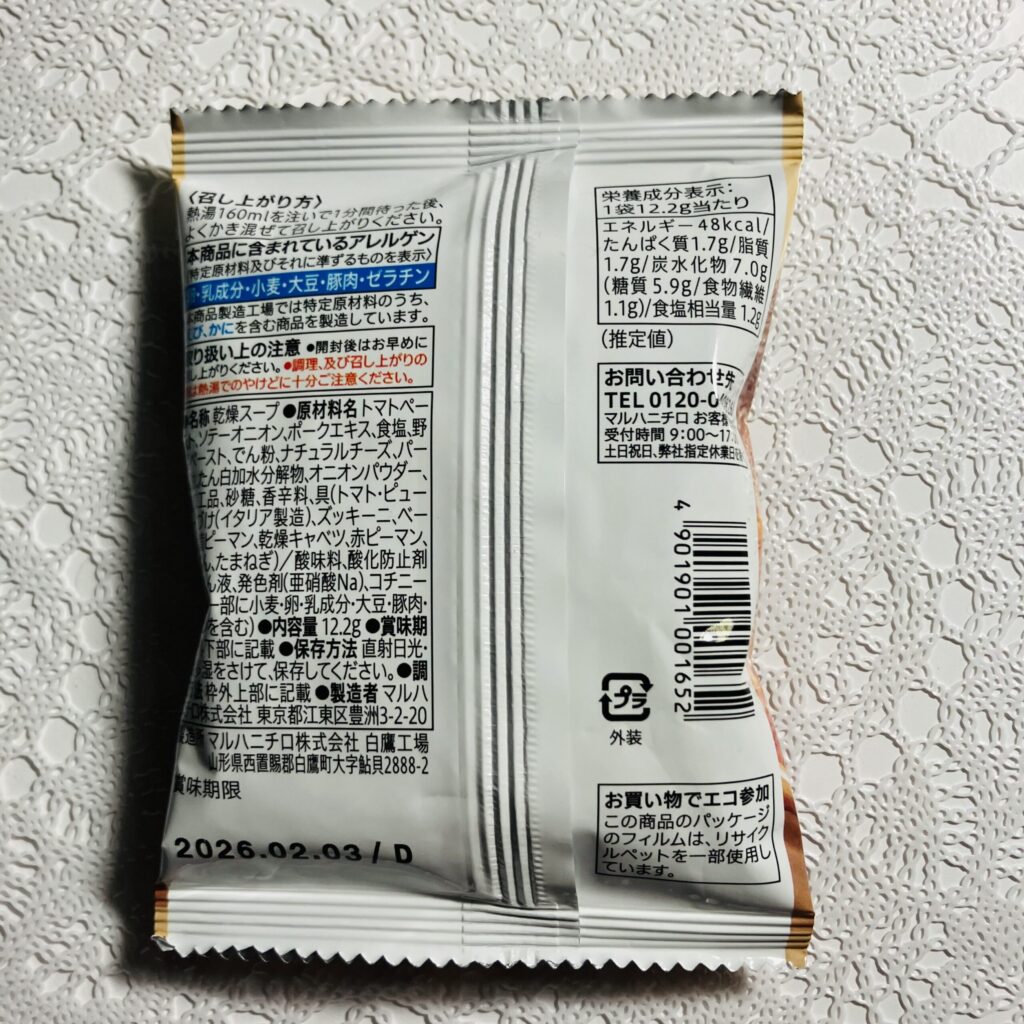 〈召し上がり方〉
熱湯160mlを注いで1分間待った後、
よくかき混ぜて召し上がりください。
本商品に含まれているアレルゲン
特定原材料及びそれに準ずるものを表示〉
・乳成分・小麦・大豆・豚肉・ゼラチン
本商品製造工場では特定原材料のうち、
び、かにを含む商品を製造しています。
取り扱い上の注意 ●開封後はお早めに
し上がりください。●調理、及び召し上がりの
は熱湯でのやけどに十分ご注意ください。
名称 乾燥スープ ●原材料名 トマトペー
、ソテーオニオン、ポークエキス、食塩、野
ースト、でん粉、ナチュラルチーズ、パー
たん白加水分解物、オニオンパウダー、
工品、砂糖、香辛料、具(トマト・ピュー
づけ(イタリア製造)、ズッキーニ、ベー
ピーマン、乾燥キャベツ、赤ピーマン、
、たまねぎ)/酸味料、酸化防止剤
ん液、発色剤(亜硝酸Na)、コチニー
一部に小麦・卵・乳成分・大豆・豚肉・
を含む) ●内容量 12.2g ●賞味期
下部に記載 ●保存方法 直射日光・
湿をさけて、保存してください。●調
枠外上部に記載 ●製造者 マルハ
ロ株式会社 東京都江東区豊洲3-2-20
造所 マルハニチロ株式会社 白鷹工場
山形県西置賜郡白鷹町大字鮎貝2888-2
賞味期限
2026.02.03/D
栄養成分表示:
1袋12.2g当たり
エネルギー 48kcal/
たんぱく質1.7g/脂質
1.7g/炭水化物 7.0g
(糖質 5.9g/食物繊維
1.1g)/食塩相当量 1.2g
(推定値)
お問い合わせ先
TEL 0120-0
マルハニチロ お客様
受付時間 9:00〜17:
土日祝日、弊社指定休業日を
4 901901 001652
プラ
外装
お買い物でエコ参加
この商品のパッケージ
のフィルムは、リサイク
ルペットを一部使用し
ています。